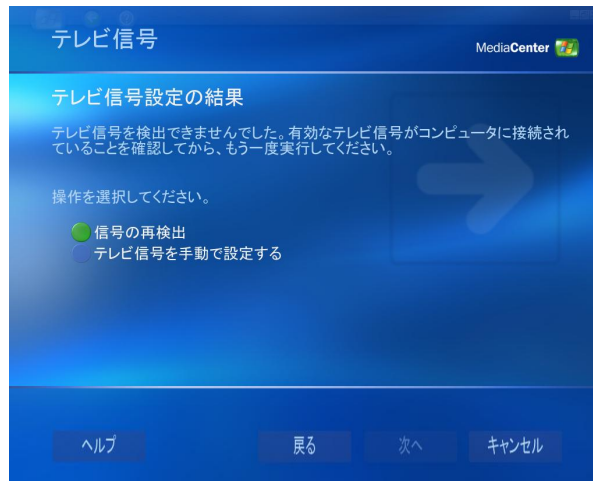 テレビ信号
MediaCenter
テレビ信号設定の結果
テレビ信号を検出できませんでした。有効なテレビ信号がコンピュータに接続され
ていることを確認してから、もう一度実行してください。
操作を選択してください。
信号の再検出
テレビ信号を手動で設定する
ヘルプ
戻る
次へ
キャンセル